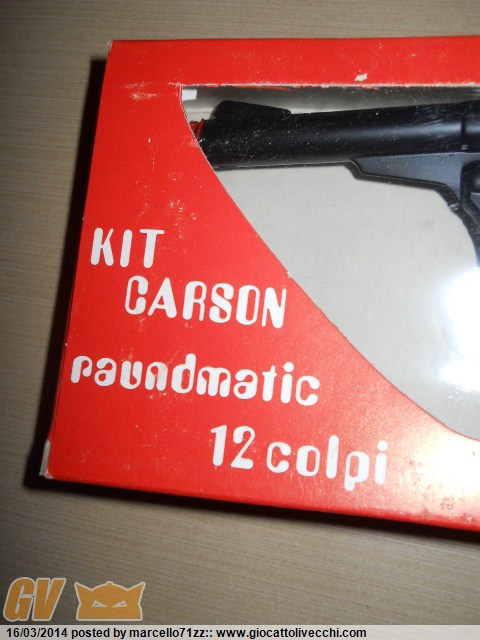 KIT
CARSON
raundmatic
12 colpi
GV
16/03/2014 posted by marcello71zz:: www.giocattolivecchi.com